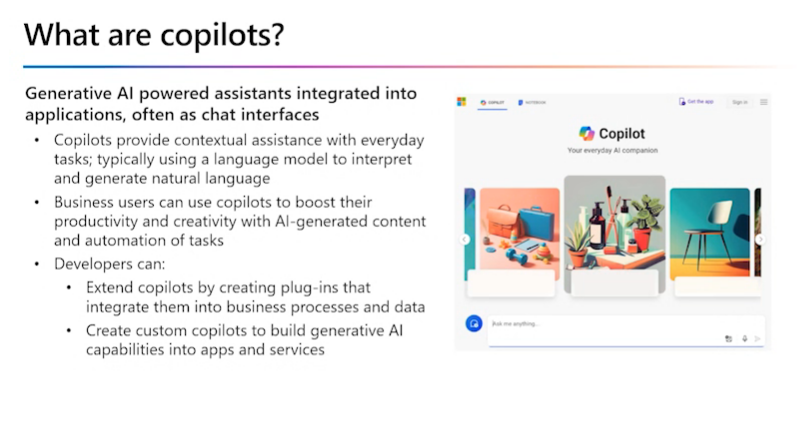 What are copilots?
Generative AI powered assistants integrated into
applications, often as chat interfaces
• Copilots provide contextual assistance with everyday
tasks; typically using a language model to interpret
and generate natural language
• Business users can use copilots to boost their
productivity and creativity with AI-generated content
and automation of tasks
• Developers can:
• Extend copilots by creating plug-ins that
integrate them into business processes and data
• Create custom copilots to build generative AI
capabilities into apps and services
COPILOT NOTEBOOK Get the app Sign in
Copilot
Your everyday AI companion
Ask me anything...